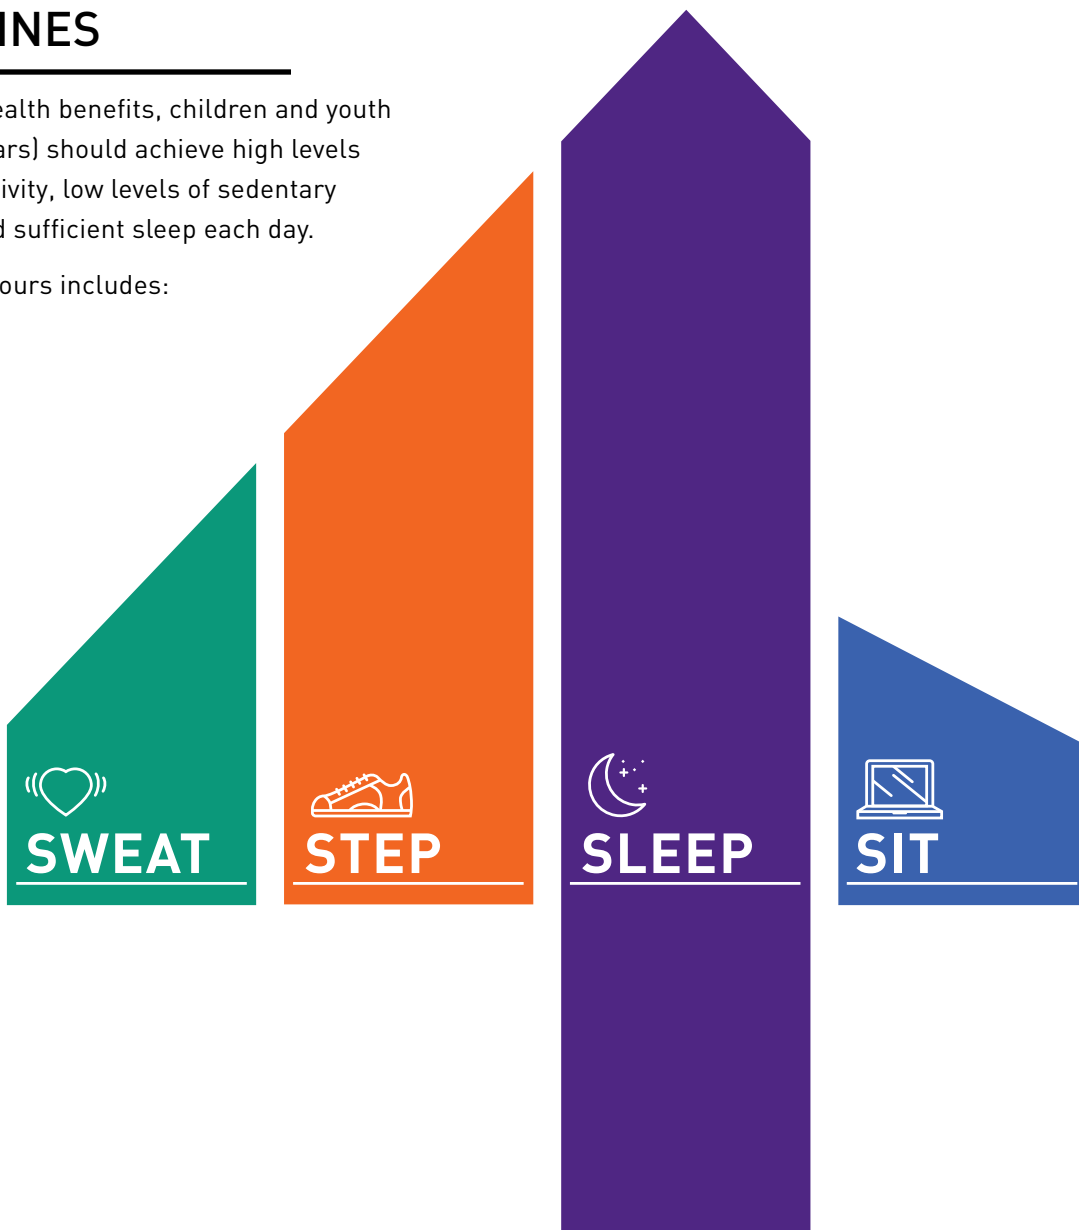 INES
ealth benefits, children and youth
ars) should achieve high levels
ivity, low levels of sedentary
d sufficient sleep each day.
ours includes:
SWEAT
STEP
SLEEP
SIT